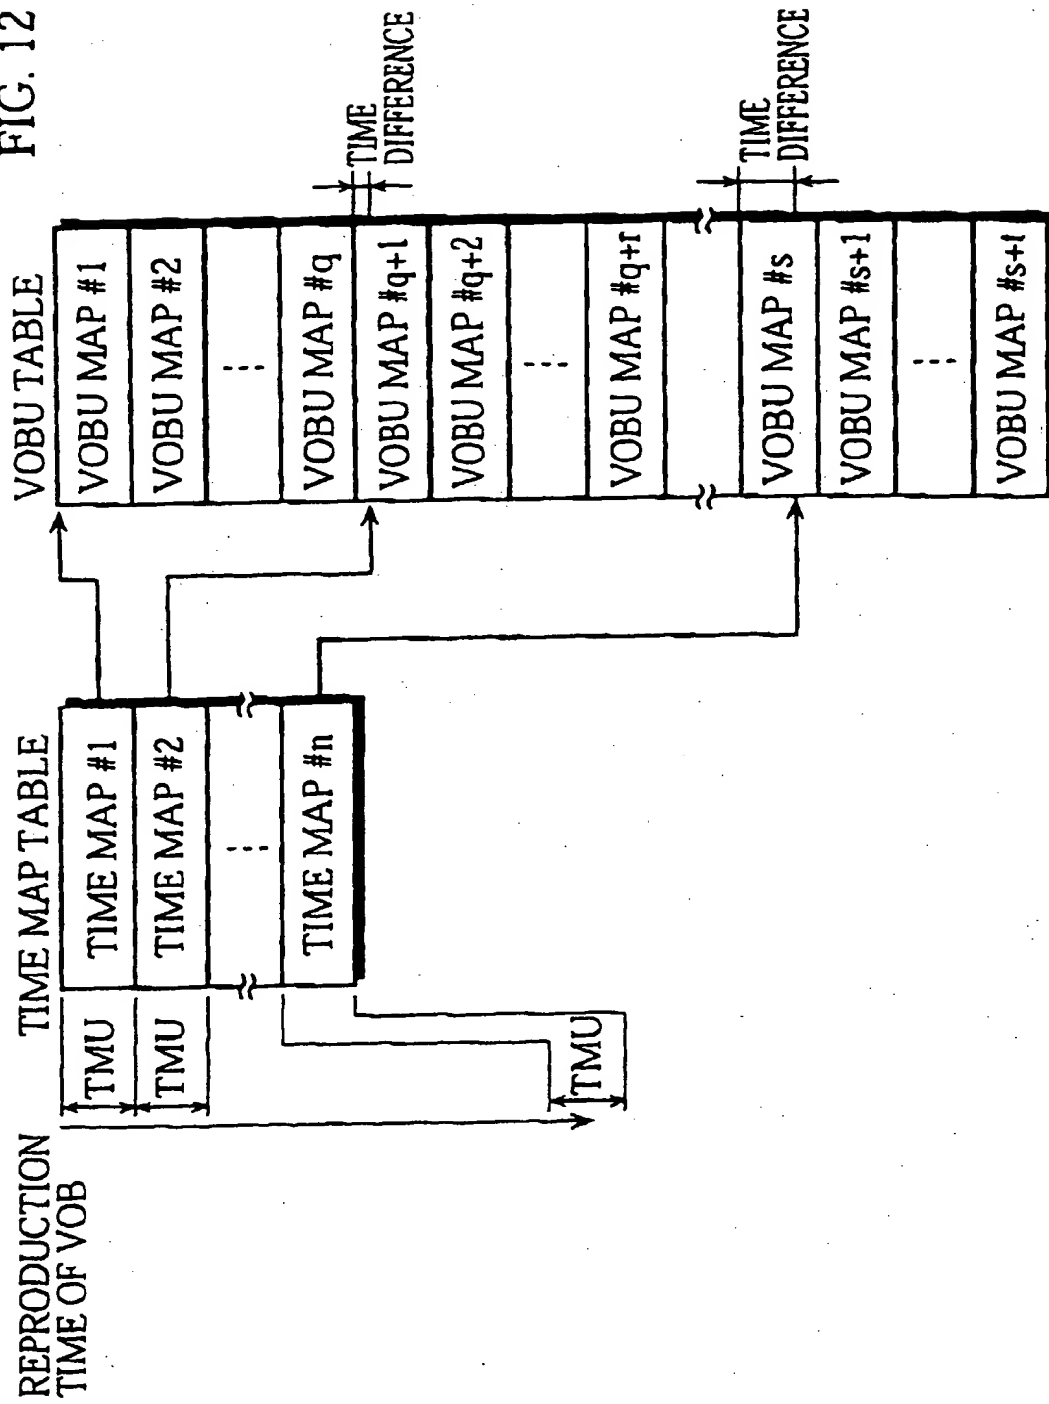 FIG. 12
REPRODUCTION
TIME OF VOB
TMU
TMU
TMU
TIME MAP TABLE
TIME MAP #1
TIME MAP #2
TIME MAP #n
VOBU TABLE
VOBU MAP #1
VOBU MAP #2
VOBU MAP #q
VOBU MAP #q+1
VOBU MAP #q+2
VOBU MAP #q+r
VOBU MAP #s
VOBU MAP #s+1
VOBU MAP #s+t
TIME
DIFFERENCE
TIME
DIFFERENCE